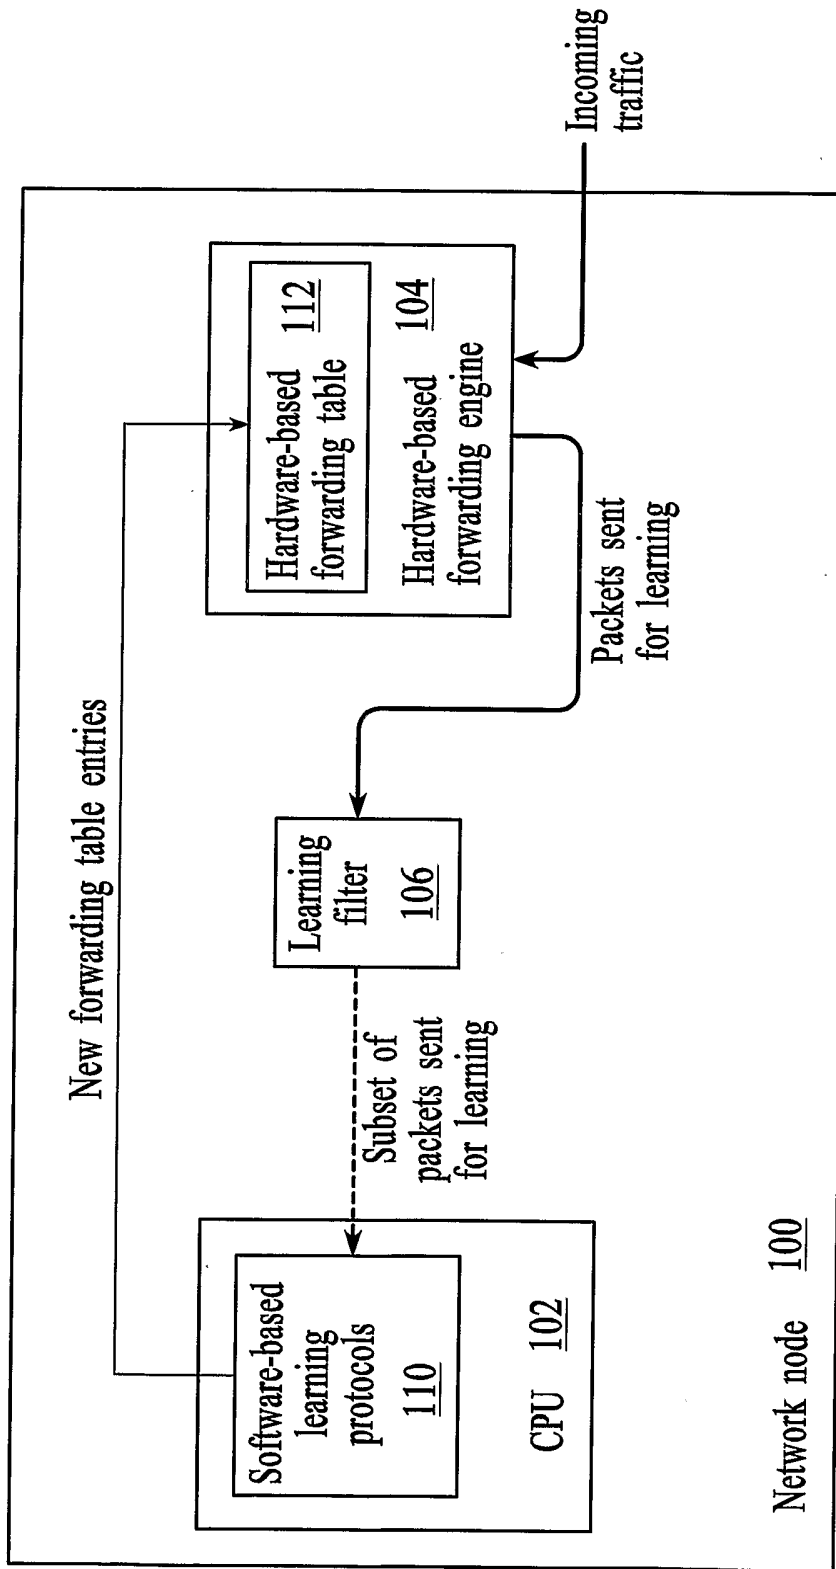 New forwarding table entries
Software-based
learning
protocols
110
CPU 102
Subset of
packets sent
for learning
Learning
filter
106
Hardware-based
forwarding table
112
Hardware-based
forwarding engine
104
Packets sent
for learning
Incoming
traffic
Network node 100